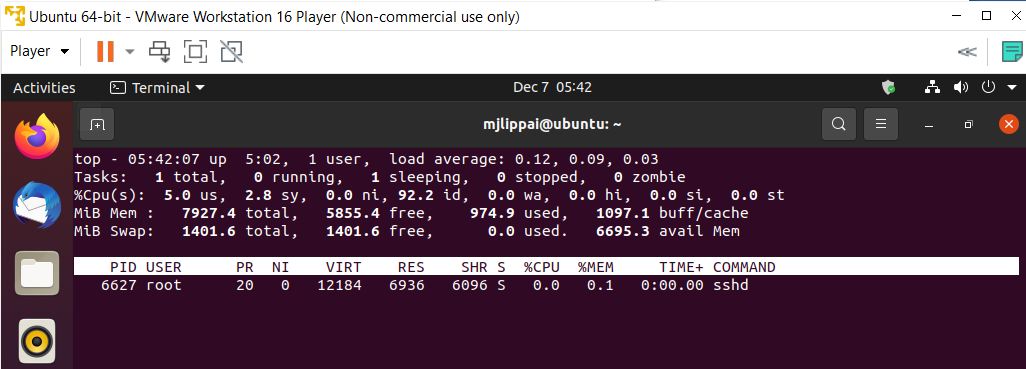 Ubuntu 64-bit - VMware Workstation 16 Player (Non-commercial use only)
Player
Activities Terminal Dec 7 05:42
mjlippai@ubuntu: ~
top - 05:42:07 up 5:02, 1 user, load average: 0.12, 0.09, 0.03
Tasks: 1 total, 0 running, 1 sleeping, 0 stopped, 0 zombie
%Cpu(s): 5.0 us, 2.8 sy, 0.0 ni, 92.2 id, 0.0 wa, 0.0 hi, 0.0 si, 0.0 st
MiB Mem : 7927.4 total, 5855.4 free, 974.9 used, 1097.1 buff/cache
MiB Swap: 1401.6 total, 1401.6 free, 0.0 used. 6695.3 avail Mem
PID USER PR NI VIRT RES SHR S %CPU %MEM TIME+ COMMAND
6627 root 20 0 12184 6936 6096 S 0.0 0.1 0:00.00 sshd